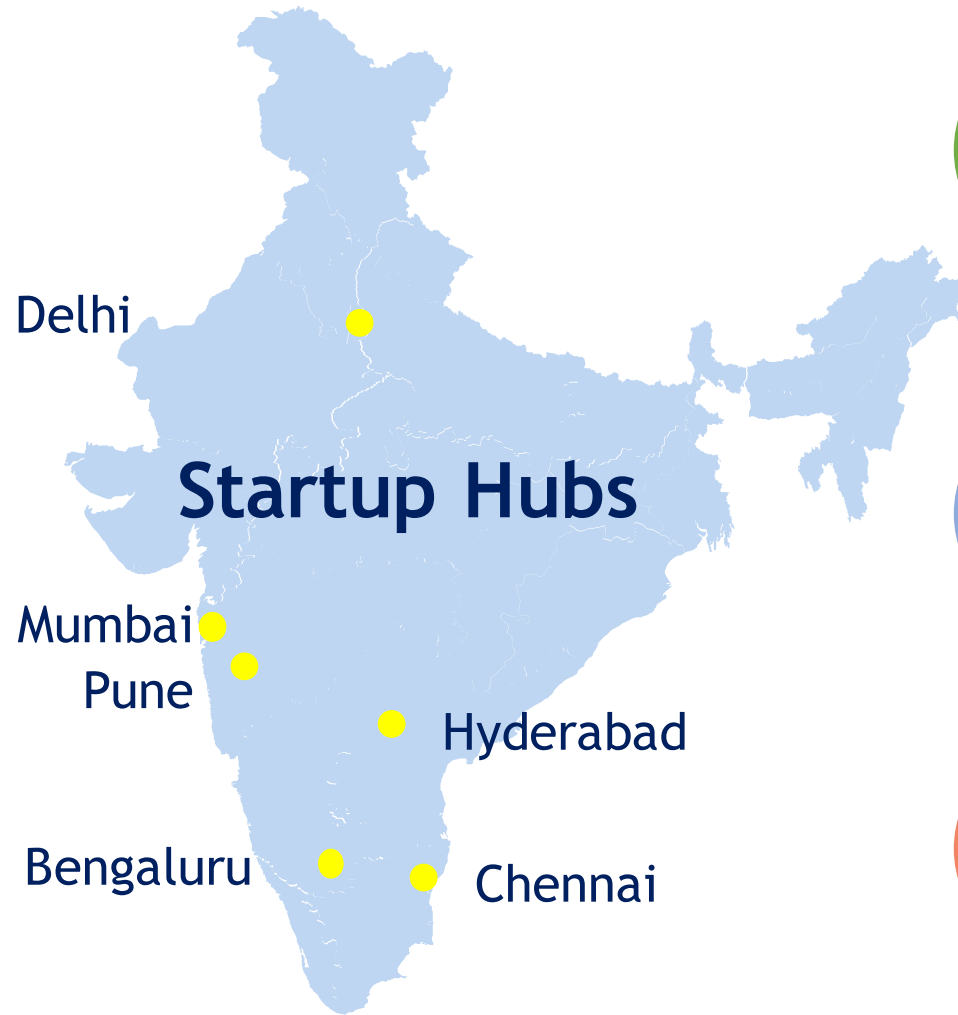 Delhi
Startup Hubs
Mumbai
Pune
Hyderabad
Bengaluru
Chennai